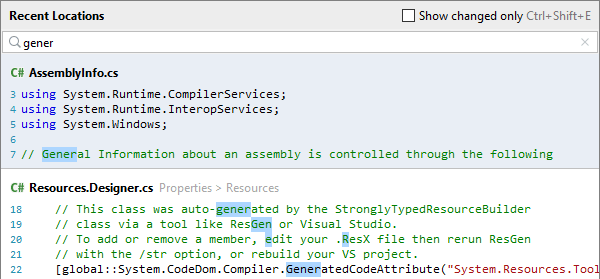 Recent Locations Show changed only Ctrl+Shift+E
gener
C# AssemblyInfo.cs
3 using System.Runtime.CompilerServices;
4 using System.Runtime.InteropServices;
5 using System.Windows;
6
7 // General Information about an assembly is controlled through the following
C# Resources.Designer.cs Properties > Resources
18 // This class was auto-generated by the StronglyTypedResourceBuilder
19 // class via a tool like ResGen or Visual Studio.
20 // To add or remove a member, edit your .ResX file then rerun ResGen
21 // with the /str option, or rebuild your VS project.
22 [global::System.CodeDom.Compiler.GeneratedCodeAttribute("System.Resources.Tool